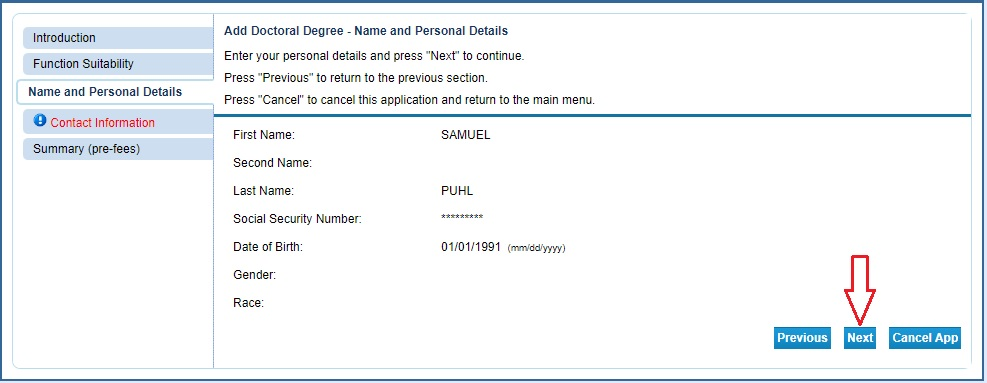 Introduction
Function Suitability
Name and Personal Details
Contact Information
Summary (pre-fees)
Add Doctoral Degree - Name and Personal Details
Enter your personal details and press "Next" to continue.
Press "Previous" to return to the previous section.
Press "Cancel" to cancel this application and return to the main menu.
First Name: SAMUEL
Second Name:
Last Name: PUHL
Social Security Number: *********
Date of Birth: 01/01/1991 (mm/dd/yyyy)
Gender:
Race:
Previous Next Cancel App